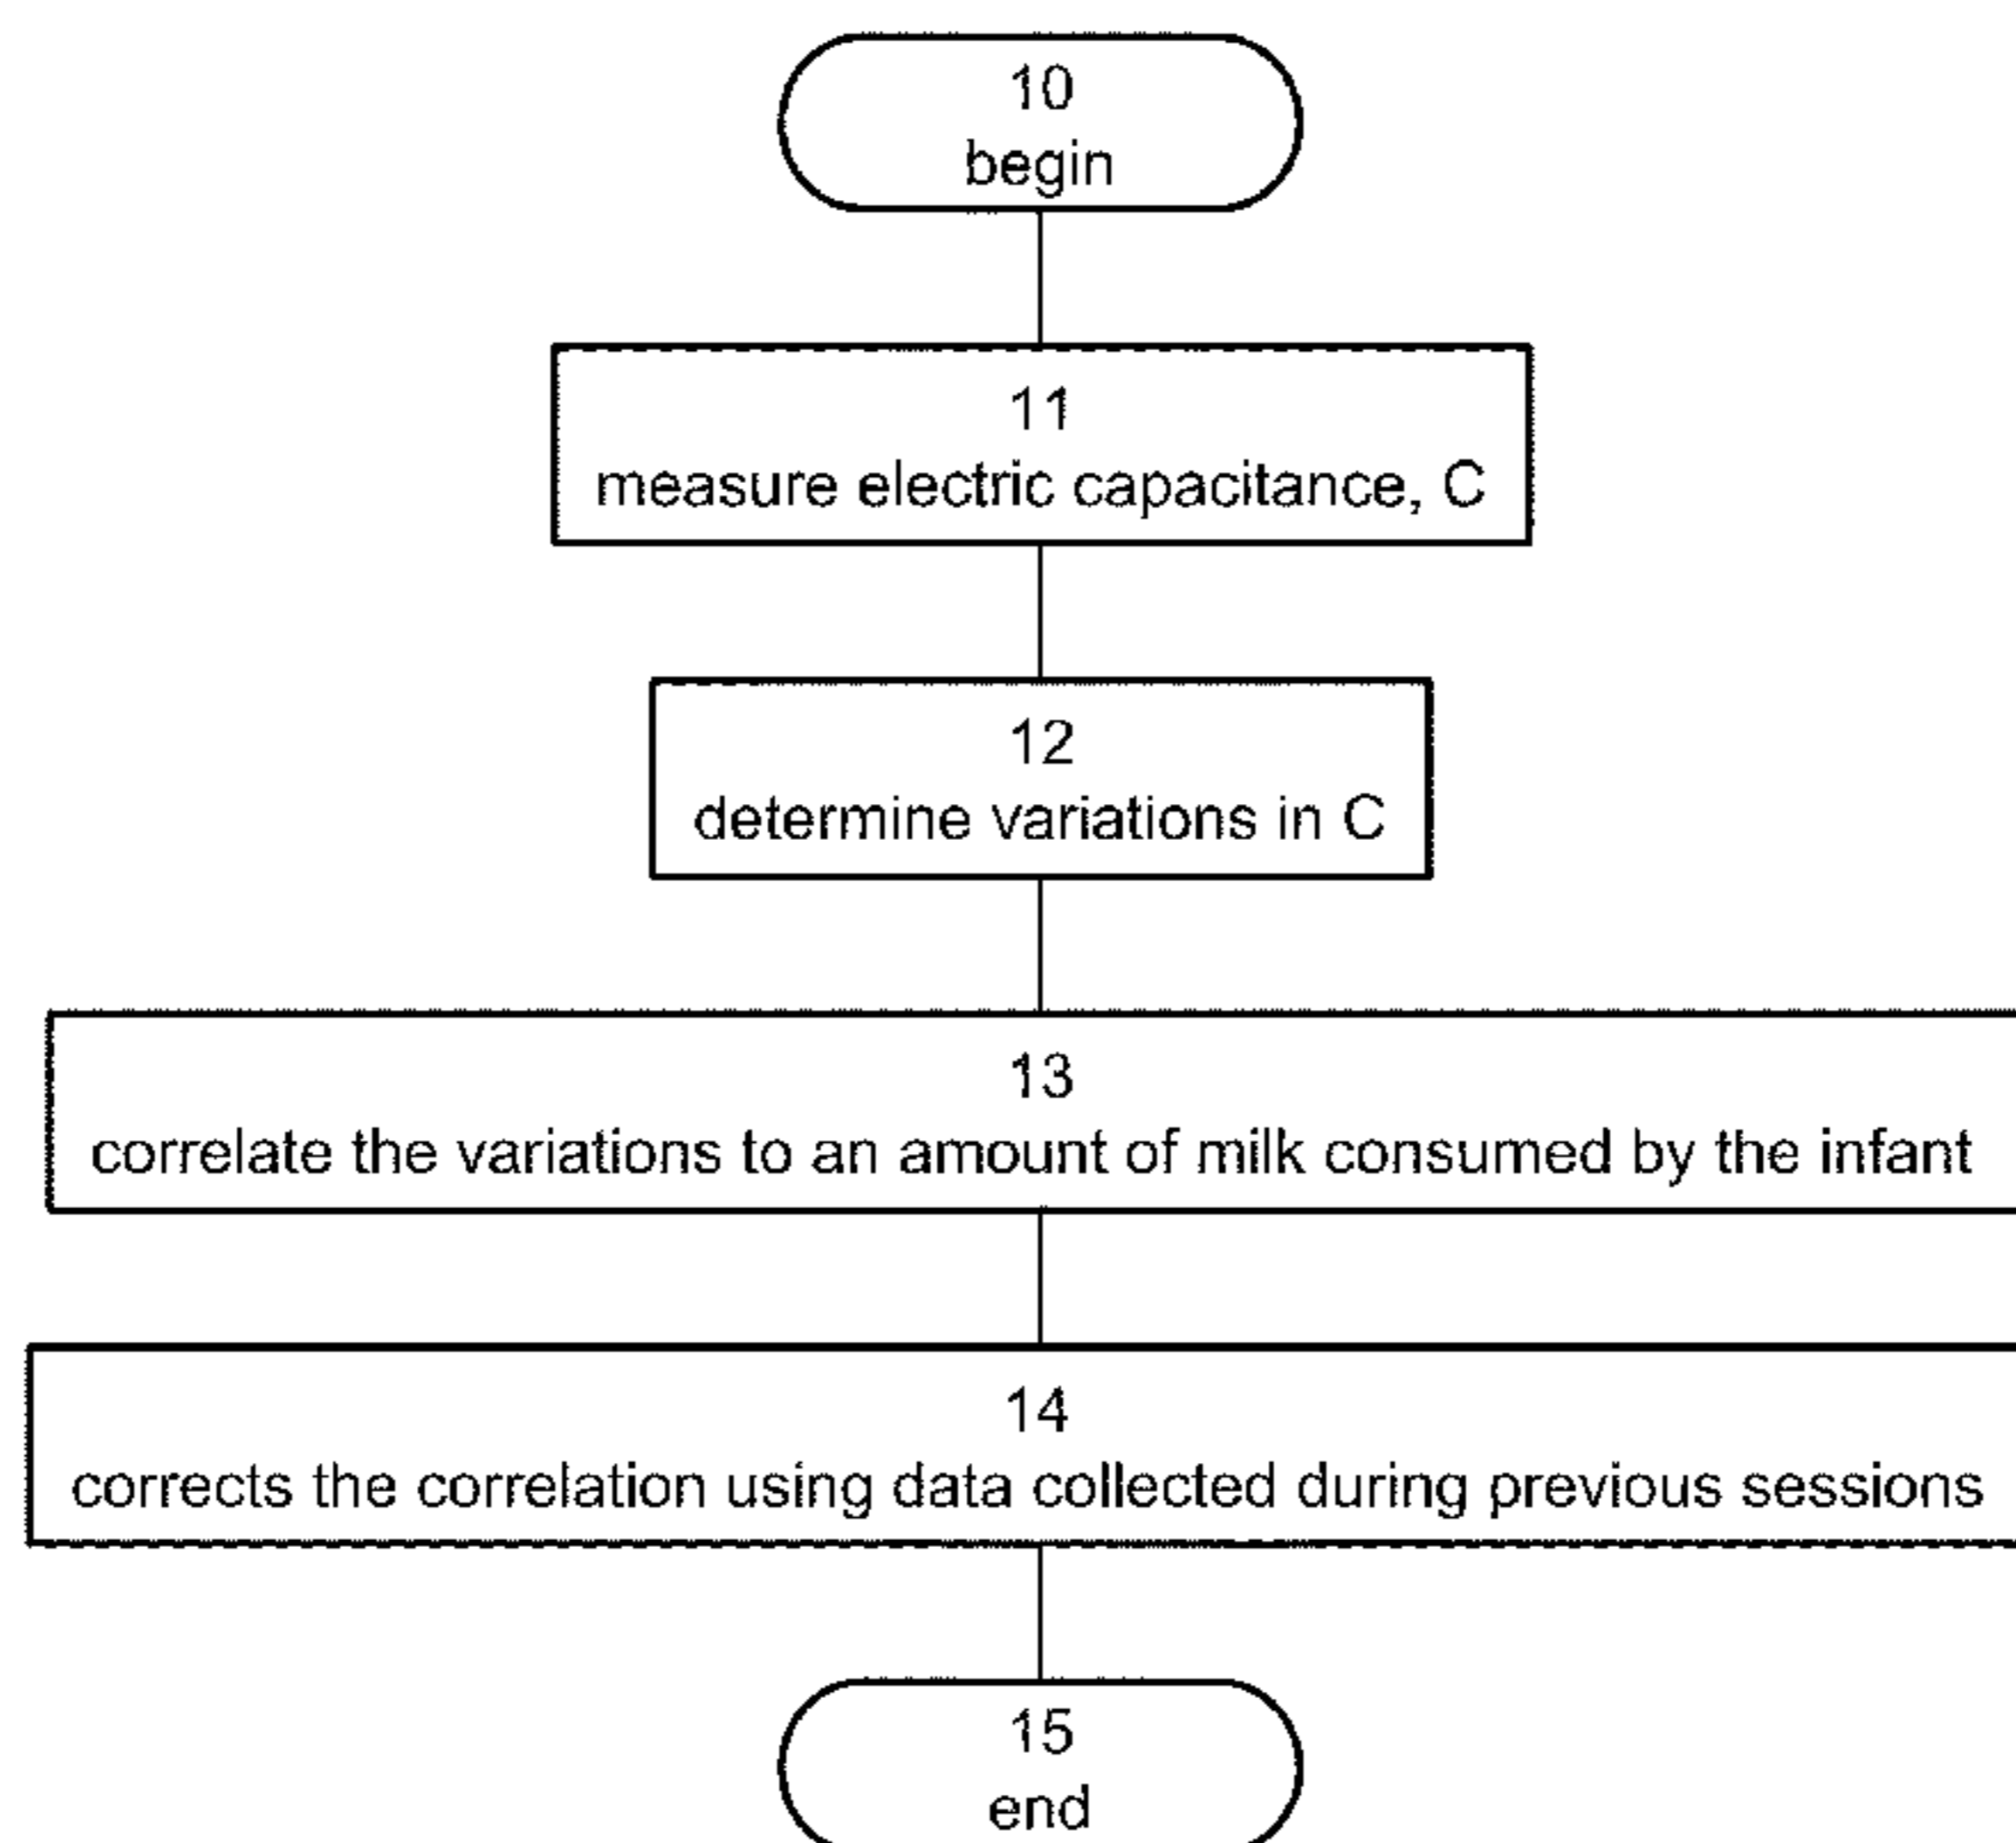 10
begin
11
measure electric capacitance, C
12
determine variations in C
13
correlate the variations to an amount of milk consumed by the infant
14
corrects the correlation using data collected during previous sessions
15
end